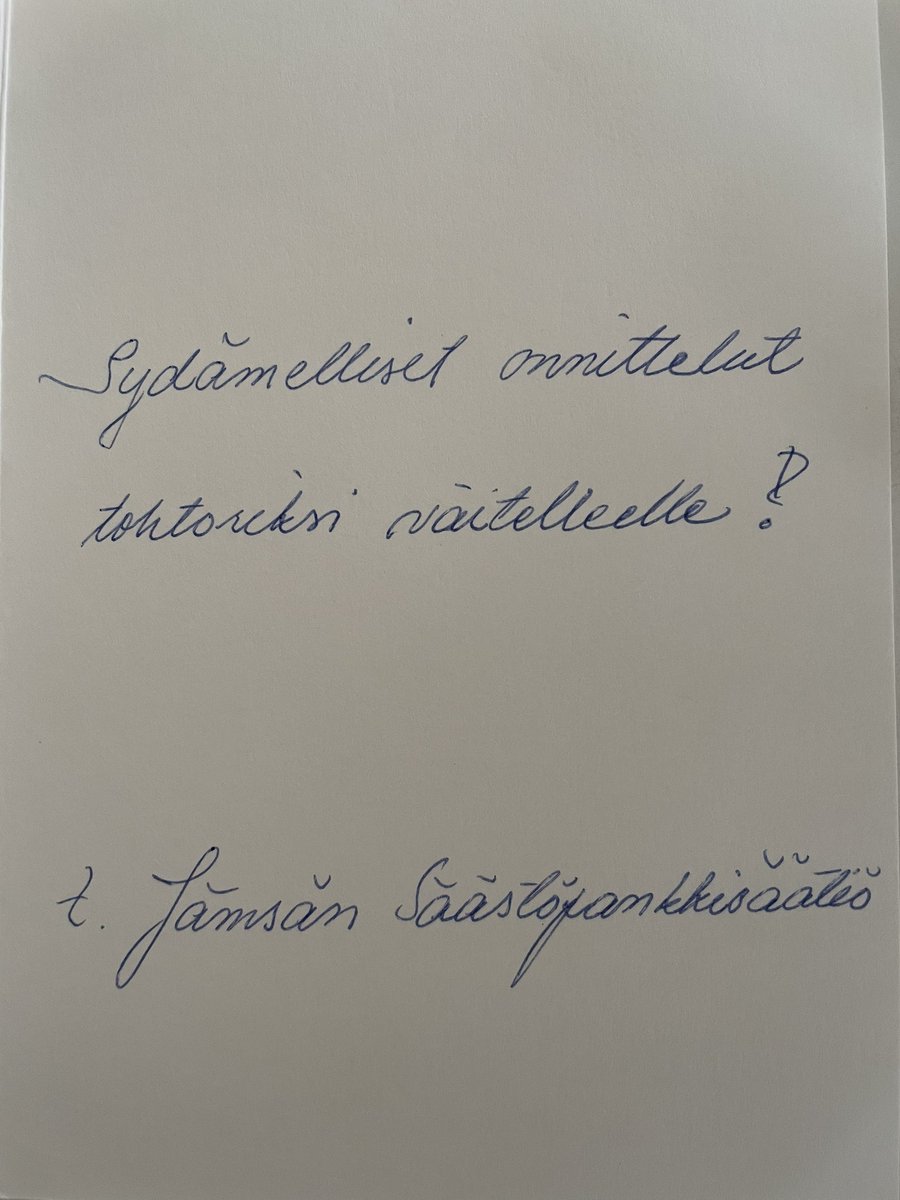 Sydämelliset onnittelut
tohtoriksi väitelleelle!
t. Jämsän Säästöpankkisäätiö